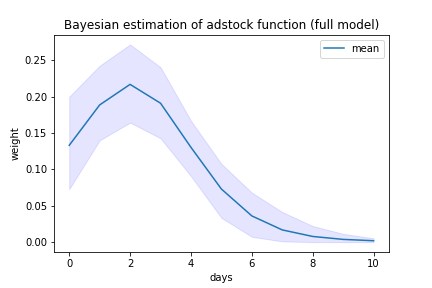 Bayesian estimation of adstock function (full model)
mean
weight
0.25
0.20
0.15
0.10
0.05
0.00
0 2 4 6 8 10
days